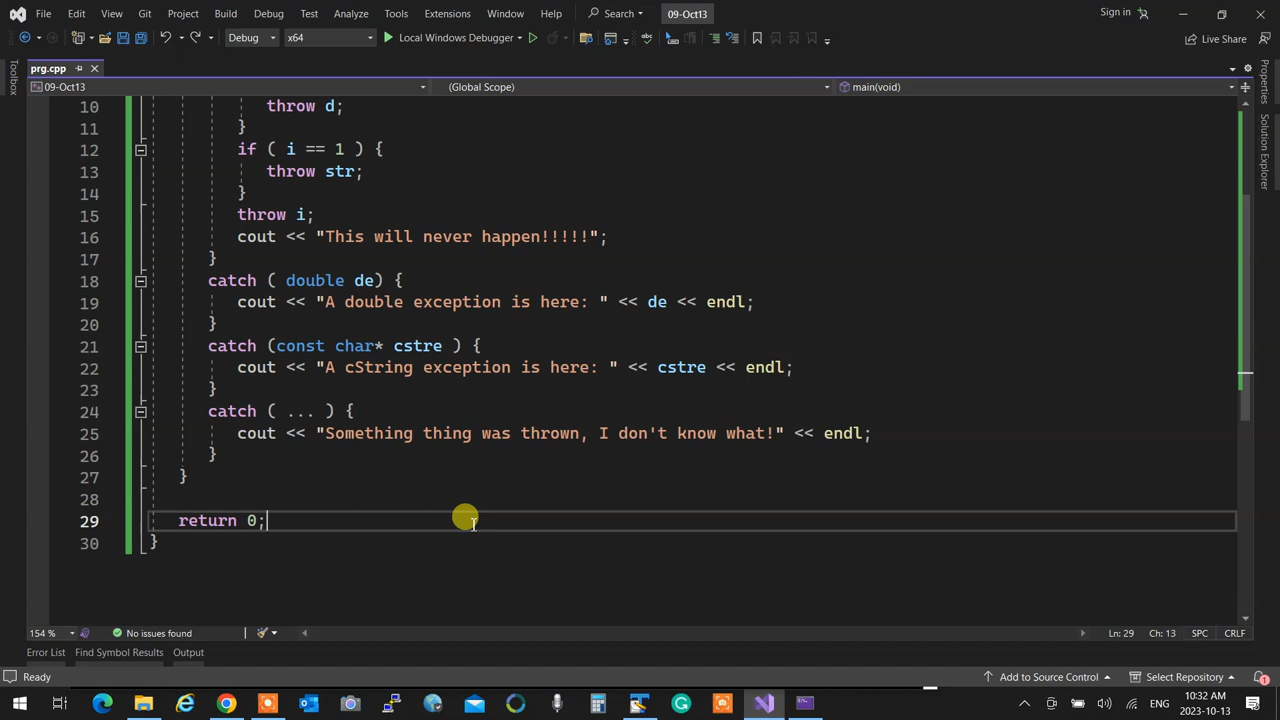 File Edit View Git Project Build Debug Test Analyze Tools Extensions Window Help Search 09-Oct13 Sign in
Debug x64 Local Windows Debugger Live Share
Toolbox
prg.cpp
09-Oct13 (Global Scope) main(void)
10 throw d;
11 }
12 if ( i == 1 ) {
13 throw str;
14 }
15 throw i;
16 cout << "This will never happen!!!!!";
17 }
18 catch ( double de) {
19 cout << "A double exception is here: " << de << endl;
20 }
21 catch (const char* cstre ) {
22 cout << "A cString exception is here: " << cstre << endl;
23 }
24 catch ( ... ) {
25 cout << "Something thing was thrown, I don't know what!" << endl;
26 }
27 }
28
29 return 0;
30 }
Properties
Solution Explorer
154 % No issues found Ln: 29 Ch: 13 SPC CRLF
Error List Find Symbol Results Output
Ready Add to Source Control Select Repository 1
10:32 AM
ENG
2023-10-13